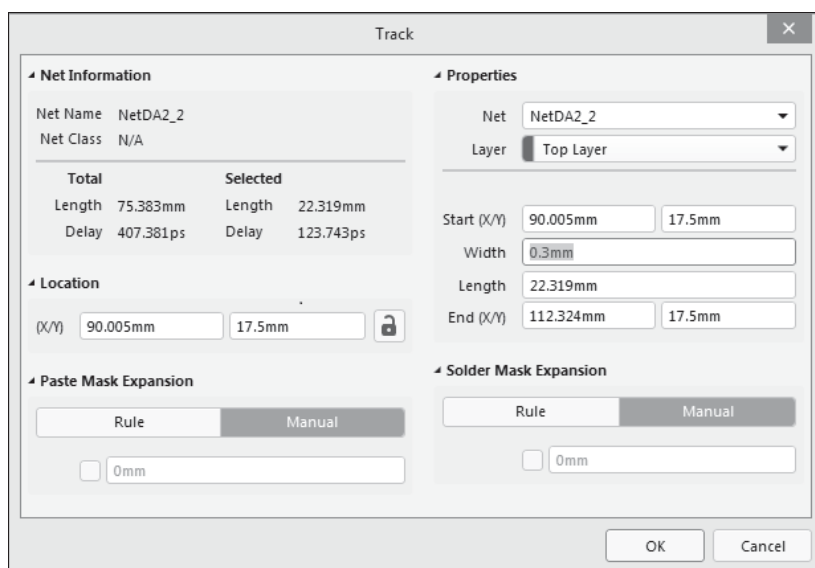 Track
Net Information
Net Name NetDA2_2
Net Class N/A
Total Selected
Length 75.383mm Length 22.319mm
Delay 407.381ps Delay 123.743ps
Location
(X/Y) 90.005mm 17.5mm
Paste Mask Expansion
Rule Manual
0mm
Properties
Net NetDA2_2
Layer Top Layer
Start (X/Y) 90.005mm 17.5mm
Width 0.3mm
Length 22.319mm
End (X/Y) 112.324mm 17.5mm
Solder Mask Expansion
Rule Manual
0mm
OK Cancel